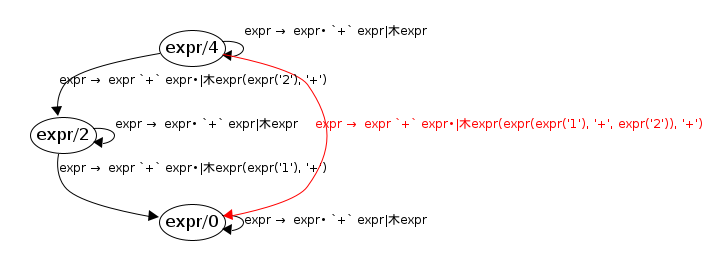 expr → expr• `+` expr|木expr
expr/4
expr → expr `+` expr•|木expr(expr('2'), '+')
expr → expr• `+` expr|木expr
expr → expr `+` expr•|木expr(expr(expr('1'), '+', expr('2')), '+')
expr/2
expr → expr `+` expr•|木expr(expr('1'), '+')
expr/0
expr → expr• `+` expr|木expr